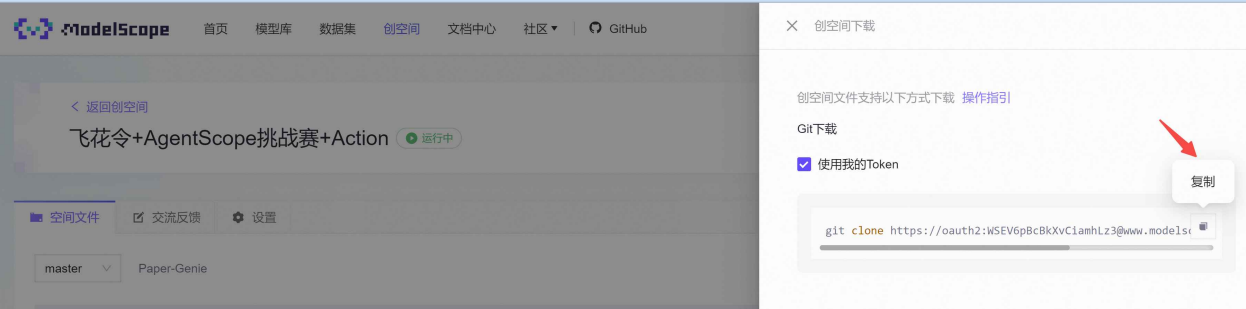 ModelScope 首页 模型库 数据集 创空间 文档中心 社区 GitHub
返回创空间
飞花令+AgentScope挑战赛+Action 运行中
空间文件 交流反馈 设置
master Paper-Genie
创空间下载
创空间文件支持以下方式下载 操作指引
Git下载
使用我的Token
复制
git clone https://oauth2:WSEV6pBcBkXvCiamhLz3@www.modelsc